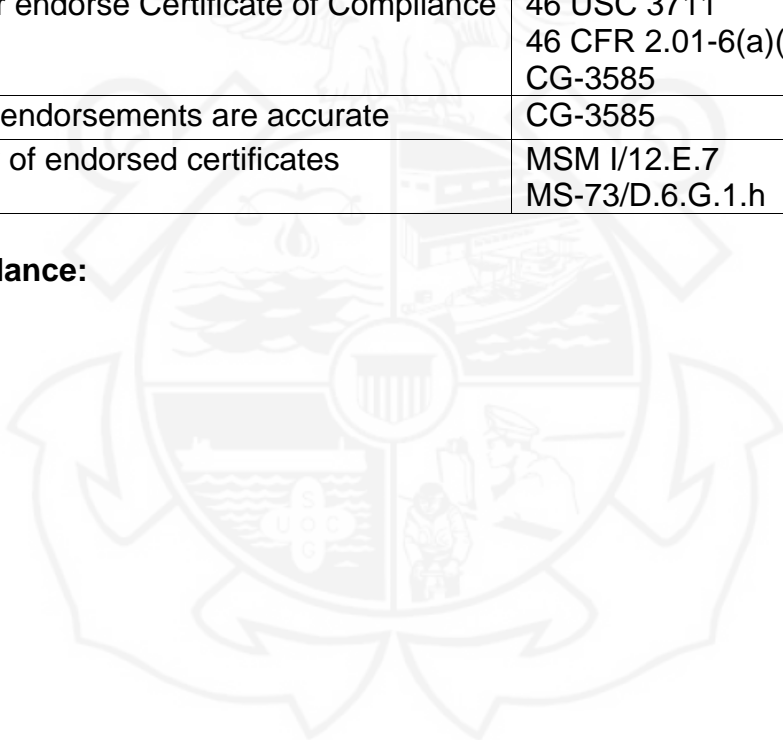 r endorse Certificate of Compliance 46 USC 3711
46 CFR 2.01-6(a)(
CG-3585
endorsements are accurate CG-3585
of endorsed certificates MSM I/12.E.7
MS-73/D.6.G.1.h
lance:
S
U C
G